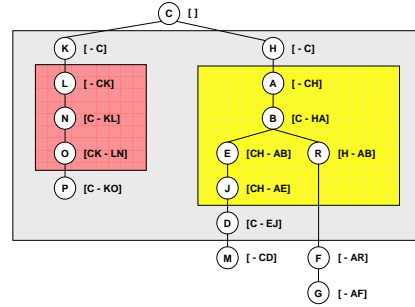 C [ ]
K [ - C] H [ - C]
L [ - CK] A [ - CH]
N [C - KL] B [C - HA]
O [CK - LN] E [CH - AB] R [H - AB]
P [C - KO] J [CH - AE]
D [C - EJ]
M [ - CD] F [ - AR]
G [ - AF]